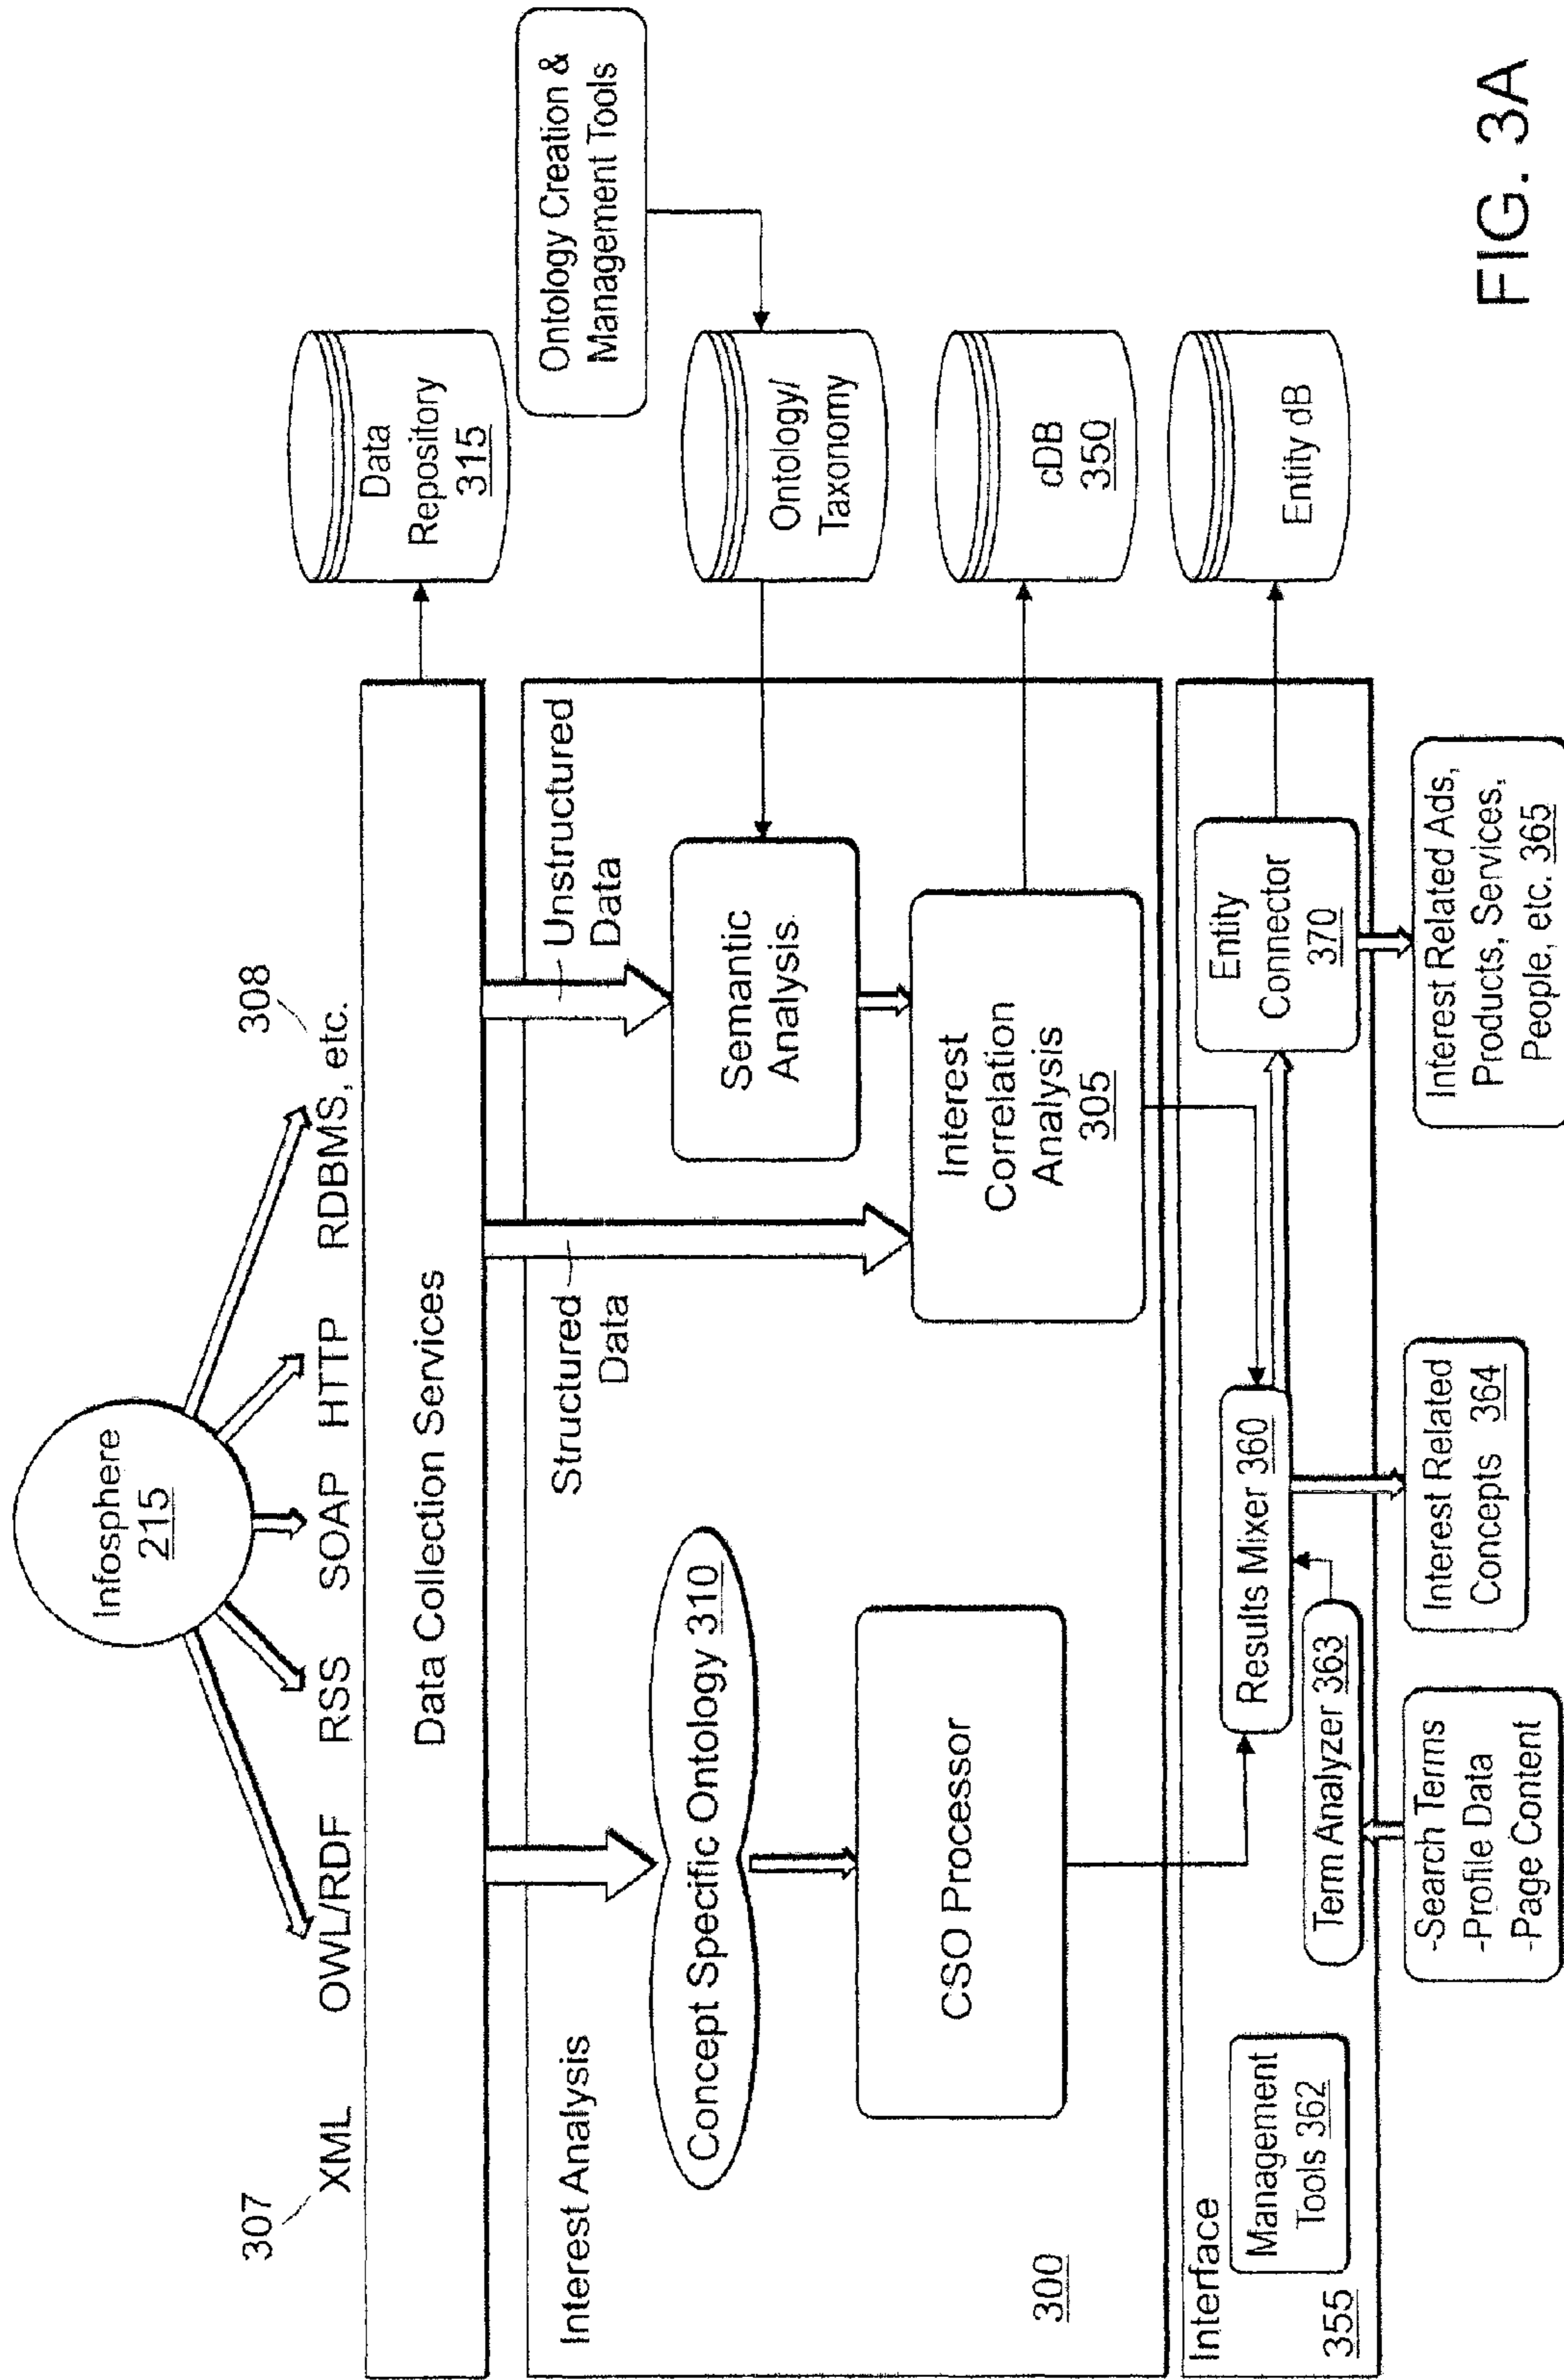 Infosphere
215
307
308
XML
OWL/RDF
RSS
SOAP
HTTP
RDBMS, etc.
Data Collection Services
Data
Repository
315
Ontology Creation &
Management Tools
Interest Analysis
Structured
Data
Unstructured
Data
Concept Specific Ontology 310
Semantic
Analysis
Ontology/
Taxonomy
CSO Processor
Interest
Correlation
Analysis
305
cDB
350
300
Interface
Management
Tools 362
355
Results Mixer 360
Term Analyzer 363
Entity
Connector
370
Entity dB
-Search Terms
-Profile Data
-Page Content
Interest Related
Concepts 364
Interest Related Ads,
Products, Services,
People, etc. 365
FIG. 3A